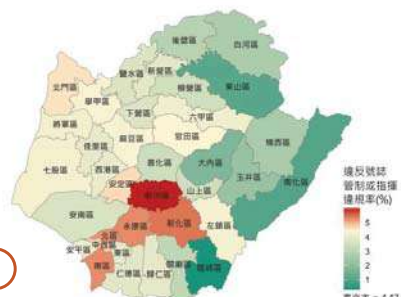 後壁區
白河區
鹽水區
新營區
柳營區
東山區
北門區
學甲區
下營區
六甲區
將軍區
麻豆區
官田區
佳里區
楠西區
七股區
西港區
善化區
大內區
玉井區
南化區
安定區
山上區
安南區
永康區
新化區
左鎮區
北區
中西區
安平區
東區
南區
仁德區
歸仁區
關廟區
龍崎區
違反號誌
管制或指揮
違規率(%)
5
4
3
2
1